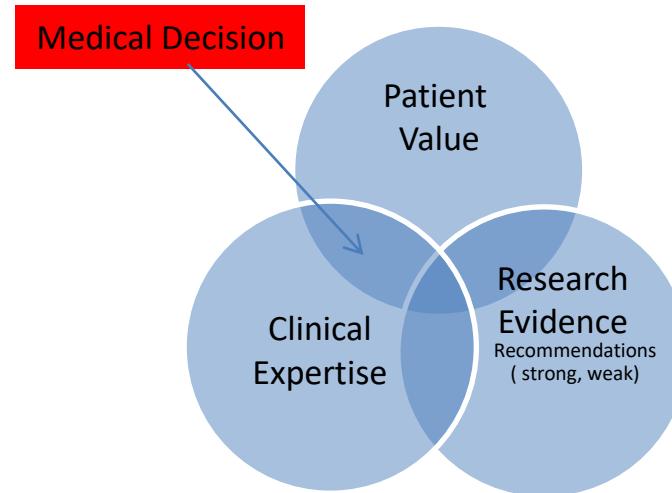 Medical Decision
Patient
Value
Clinical
Expertise
Research
Evidence
Recommendations
( strong, weak)